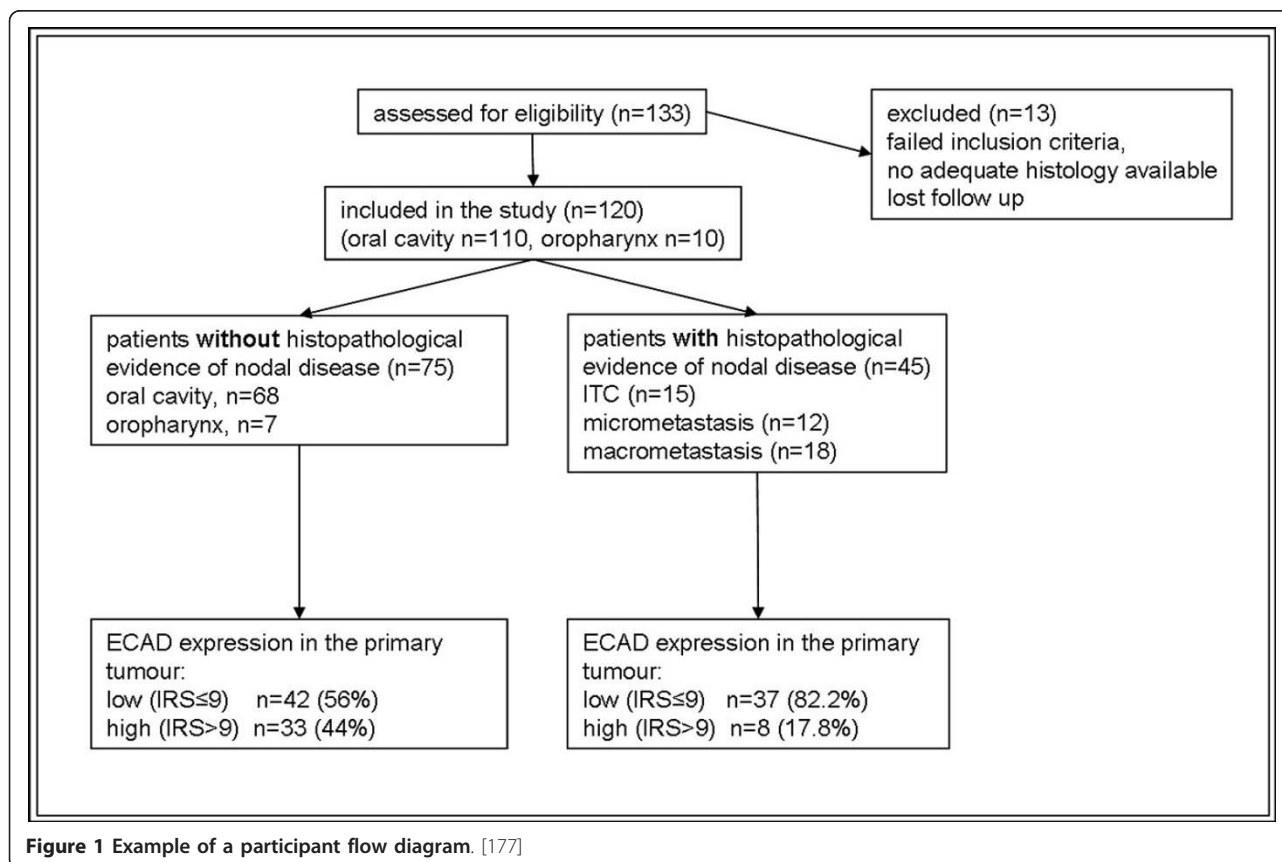 assessed for eligibility (n=133)
excluded (n=13)
failed inclusion criteria,
no adequate histology available
lost follow up
included in the study (n=120)
(oral cavity n=110, oropharynx n=10)
patients without histopathological
evidence of nodal disease (n=75)
oral cavity, n=68
oropharynx, n=7
patients with histopathological
evidence of nodal disease (n=45)
ITC (n=15)
micrometastasis (n=12)
macrometastasis (n=18)
ECAD expression in the primary
tumour:
low (IRS≤9) n=42 (56%)
high (IRS>9) n=33 (44%)
ECAD expression in the primary
tumour:
low (IRS≤9) n=37 (82.2%)
high (IRS>9) n=8 (17.8%)
Figure 1 Example of a participant flow diagram. [177]